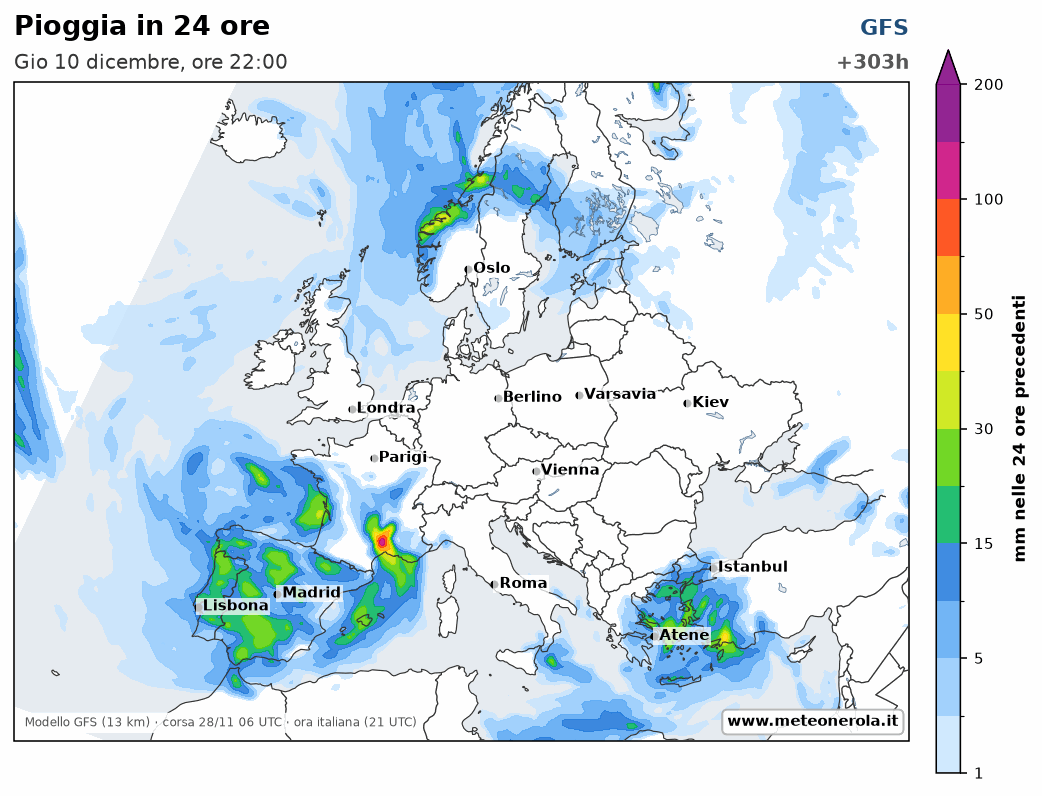 Pioggia in 24 ore
GFS
Gio 10 dicembre, ore 22:00
+303h
200
100
50
30
15
5
1
mm nelle 24 ore precedenti
Oslo
Berlino
Varsavia
Kiev
Londra
Parigi
Vienna
Istanbul
Roma
Madrid
Lisbona
Atene
Modello GFS (13 km) · corsa 28/11 06 UTC · ora italiana (21 UTC)
www.meteonerola.it